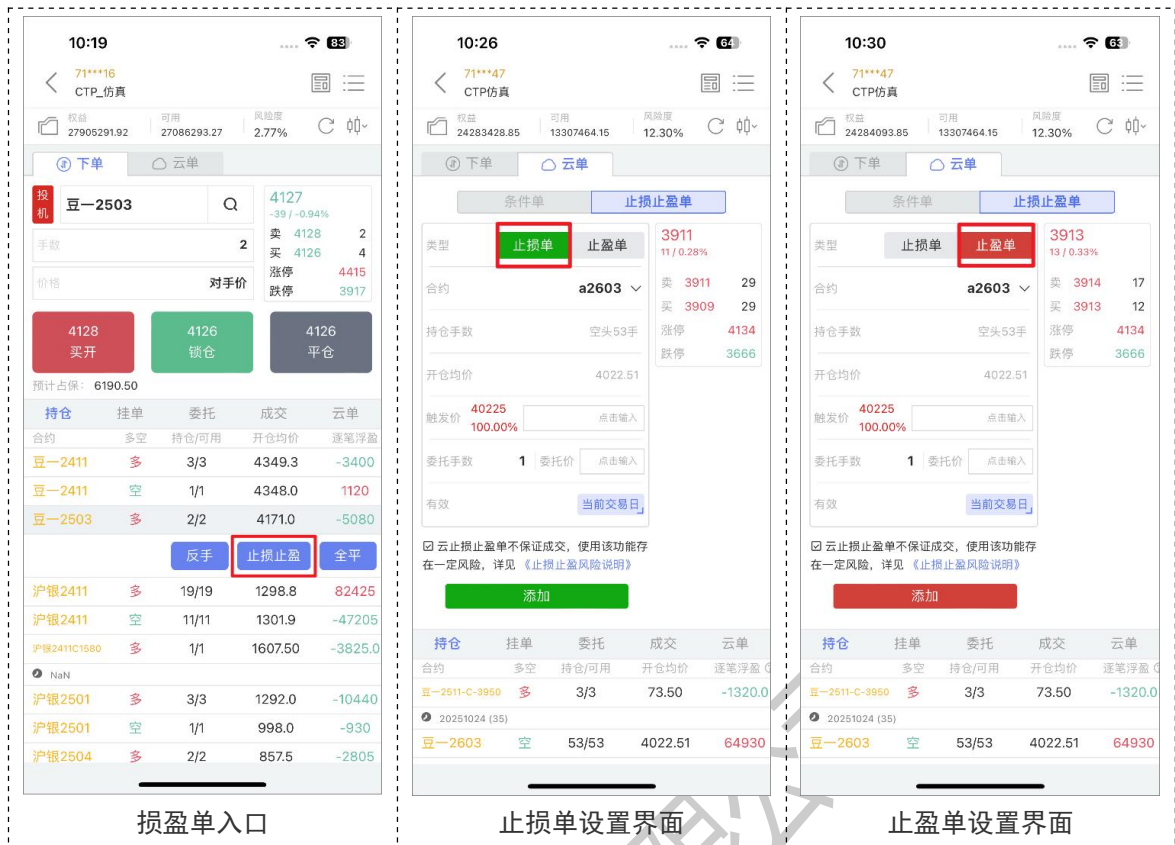 10:19
83
71***16
CTP_仿真
权益
27905291.92
可用
27086293.27
风险度
2.77%
下单
云单
投机
豆一2503
4127
-39 / -0.94%
手数
2
卖 4128 2
买 4126 4
价格
对手价
涨停 4415
跌停 3917
4128
买开
4126
锁仓
4126
平仓
预计占保: 6190.50
持仓 挂单 委托 成交 云单
合约 多空 持仓/可用 开仓均价 逐笔浮盈
豆一2411 多 3/3 4349.3 -3400
豆一2411 空 1/1 4348.0 1120
豆一2503 多 2/2 4171.0 -5080
反手 止损止盈 全平
沪银2411 多 19/19 1298.8 82425
沪银2411 空 11/11 1301.9 -47205
沪银2411C1580 多 1/1 1607.50 -3825.0
NaN
沪银2501 多 3/3 1292.0 -10440
沪银2501 空 1/1 998.0 -930
沪银2504 多 2/2 857.5 -2805
损盈单入口
10:26
64
71***47
CTP仿真
权益
24283428.85
可用
13307464.15
风险度
12.30%
下单
云单
条件单 止损止盈单
类型 止损单 止盈单
3911
11 / 0.28%
合约 a2603
卖 3911 29
买 3909 29
持仓手数 空头53手
涨停 4134
跌停 3666
开仓均价 4022.51
触发价 40225
100.00%
点击输入
委托手数 1 委托价 点击输入
有效 当前交易日
云止损止盈单不保证成交，使用该功能存
在一定风险，详见《止损止盈风险说明》
添加
持仓 挂单 委托 成交 云单
合约 多空 持仓/可用 开仓均价 逐笔浮盈
豆一2511-C-3950 多 3/3 73.50 -1320.0
20251024 (35)
豆一2603 空 53/53 4022.51 64930
止损单设置界面
10:30
63
71***47
CTP仿真
权益
24284093.85
可用
13307464.15
风险度
12.30%
下单
云单
条件单 止损止盈单
类型 止损单 止盈单
3913
13 / 0.33%
合约 a2603
卖 3914 17
买 3913 12
持仓手数 空头53手
涨停 4134
跌停 3666
开仓均价 4022.51
触发价 40225
100.00%
点击输入
委托手数 1 委托价 点击输入
有效 当前交易日
云止损止盈单不保证成交，使用该功能存
在一定风险，详见《止损止盈风险说明》
添加
持仓 挂单 委托 成交 云单
合约 多空 持仓/可用 开仓均价 逐笔浮盈
豆一2511-C-3950 多 3/3 73.50 -1320.0
20251024 (35)
豆一2603 空 53/53 4022.51 64930
止盈单设置界面